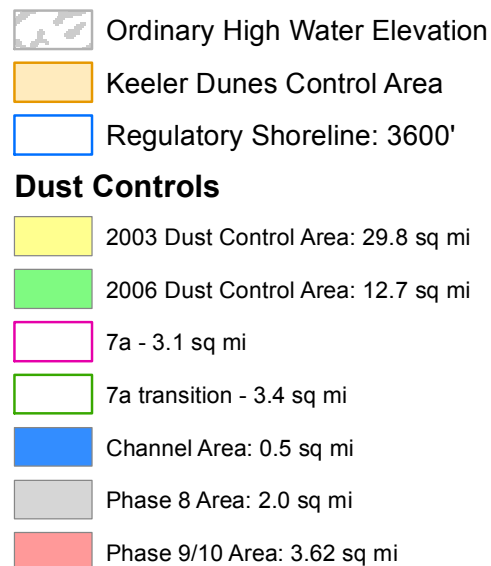 Ordinary High Water Elevation
Keeler Dunes Control Area
Regulatory Shoreline: 3600'
Dust Controls
2003 Dust Control Area: 29.8 sq mi
2006 Dust Control Area: 12.7 sq mi
7a - 3.1 sq mi
7a transition - 3.4 sq mi
Channel Area: 0.5 sq mi
Phase 8 Area: 2.0 sq mi
Phase 9/10 Area: 3.62 sq mi